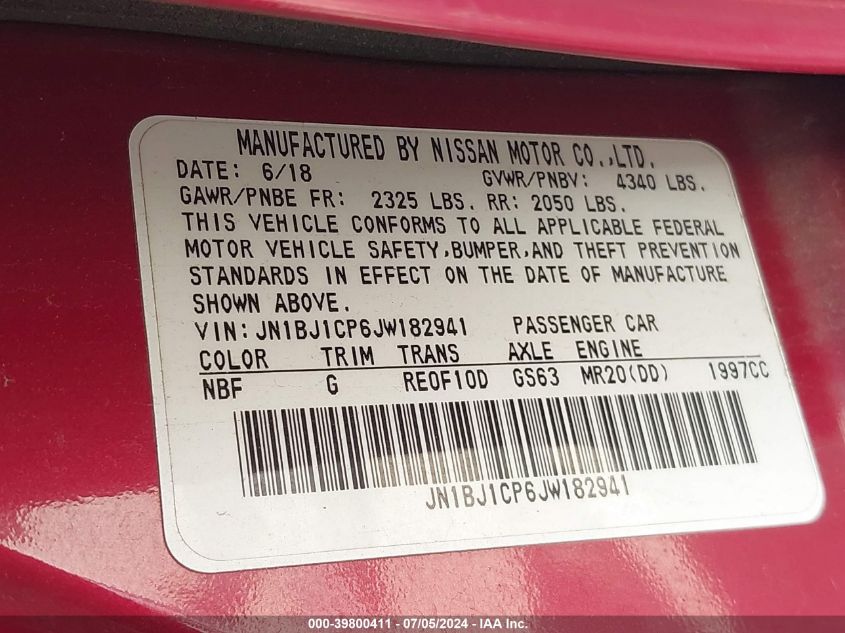 MANUFACTURED BY NISSAN MOTOR CO.,LTD.
DATE: 6/18 GVWR/PNBV: 4340 LBS.
GAWR/PNBE FR: 2325 LBS. RR: 2050 LBS.
THIS VEHICLE CONFORMS TO ALL APPLICABLE FEDERAL
MOTOR VEHICLE SAFETY,BUMPER,AND THEFT PREVENTION
STANDARDS IN EFFECT ON THE DATE OF MANUFACTURE
SHOWN ABOVE.
VIN:JN1BJ1CP6JW182941 PASSENGER CAR
COLOR TRIM TRANS AXLE ENGINE
NBF G RE0F10D GS63 MR20(DD) 1997CC
JN1BJ1CP6JW182941
000-39800411 - 07/05/2024 - IAA Inc.